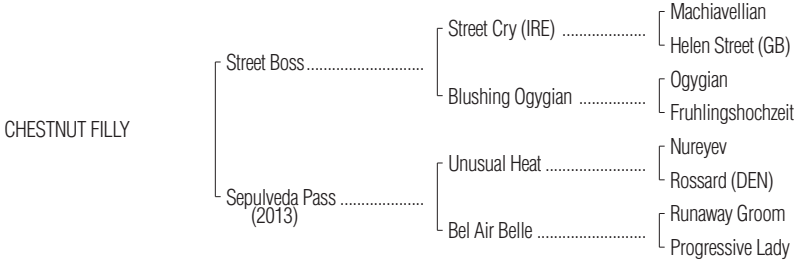 Machiavellian
Street Cry (IRE) ....................
Helen Street (GB)
Street Boss...........................
Ogygian
Blushing Ogygian ................
Fruhlingshochzeit
CHESTNUT FILLY
Nureyev
Unusual Heat ........................
Rossard (DEN)
Sepulveda Pass ....................
(2013)
Runaway Groom
Bel Air Belle ..........................
Progressive Lady